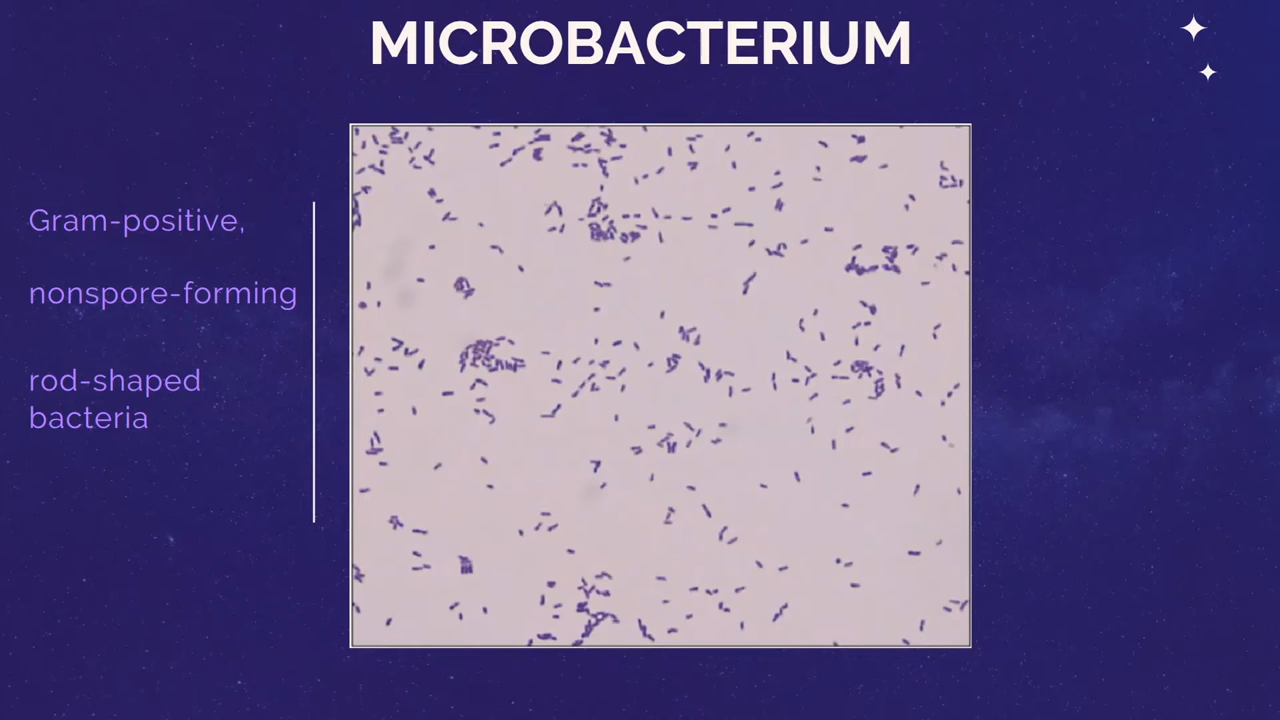 MICROBACTERIUM
Gram-positive,
nonspore-forming
rod-shaped
bacteria